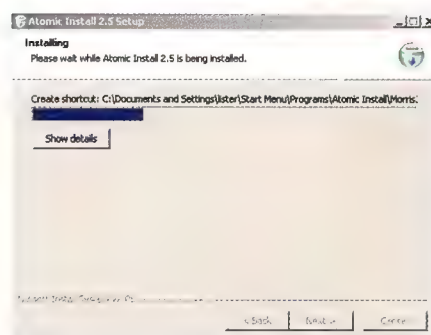 Atomic Install 2.5 Setup
Installing
Please wait while Atomic Install 2.5 is being installed.
Create shortcut: C:\Documents and Settings\lister\Start Menu\Programs\Atomic Install\Morris:
Show details
< Back
Next >
Cancel